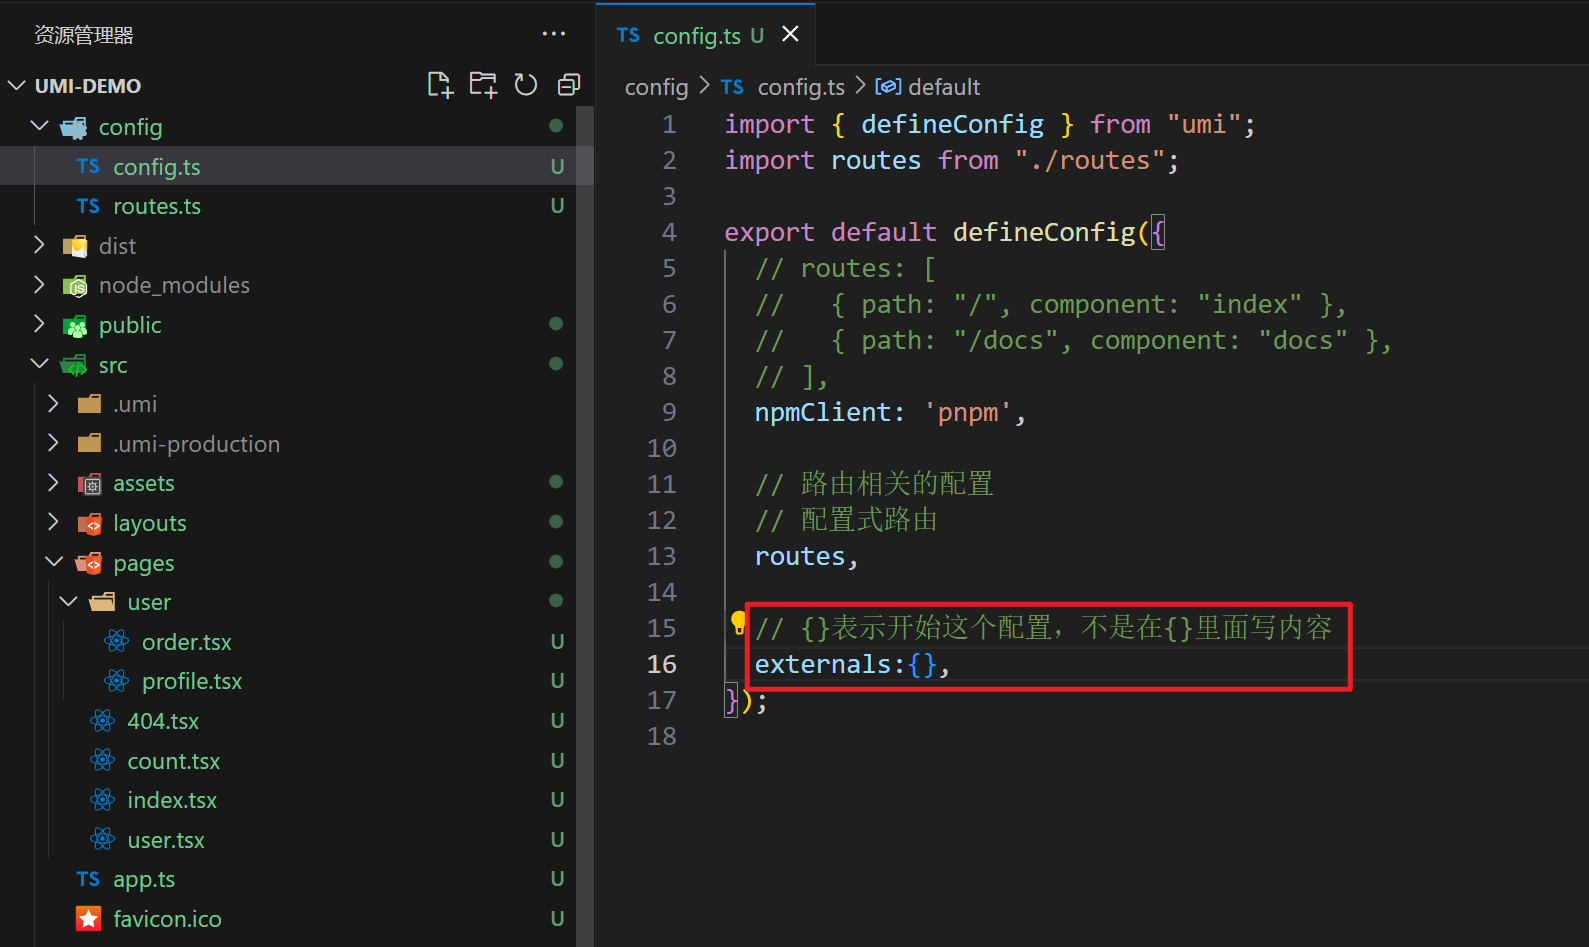 资源管理器 ···
UMI-DEMO
config
TS config.ts U
TS routes.ts U
dist
node_modules
public
src
.umi
.umi-production
assets
layouts
pages
user
order.tsx U
profile.tsx U
404.tsx U
count.tsx U
index.tsx U
user.tsx U
TS app.ts U
favicon.ico U
TS config.ts U
config > TS config.ts > default
1 import { defineConfig } from "umi";
2 import routes from "./routes";
3
4 export default defineConfig({
5 // routes: [
6 //   { path: "/", component: "index" },
7 //   { path: "/docs", component: "docs" },
8 // ],
9 npmClient: 'pnpm',
10
11 // 路由相关的配置
12 // 配置式路由
13 routes,
14
15 // {}表示开始这个配置，不是在{}里面写内容
16 externals:{},
17 });
18